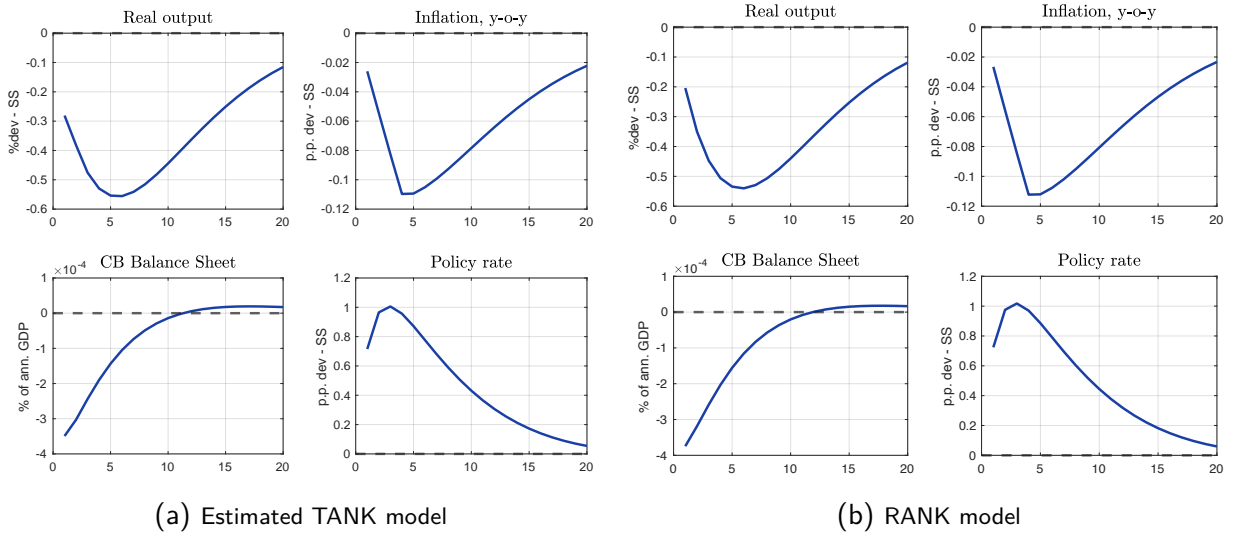 Real output
%dev - SS
0
-0.1
-0.2
-0.3
-0.4
-0.5
-0.6
0 5 10 15 20
Inflation, y-o-y
p.p. dev - SS
0
-0.02
-0.04
-0.06
-0.08
-0.1
-0.12
0 5 10 15 20
CB Balance Sheet
×10⁻⁴
% of ann. GDP
1
0
-1
-2
-3
-4
0 5 10 15 20
Policy rate
p.p. dev - SS
1.2
1
0.8
0.6
0.4
0.2
0
0 5 10 15 20
(a) Estimated TANK model
Real output
%dev - SS
0
-0.1
-0.2
-0.3
-0.4
-0.5
-0.6
0 5 10 15 20
Inflation, y-o-y
p.p. dev - SS
0
-0.02
-0.04
-0.06
-0.08
-0.1
-0.12
0 5 10 15 20
CB Balance Sheet
×10⁻⁴
% of ann. GDP
1
0
-1
-2
-3
-4
0 5 10 15 20
Policy rate
p.p. dev - SS
1.2
1
0.8
0.6
0.4
0.2
0
0 5 10 15 20
(b) RANK model